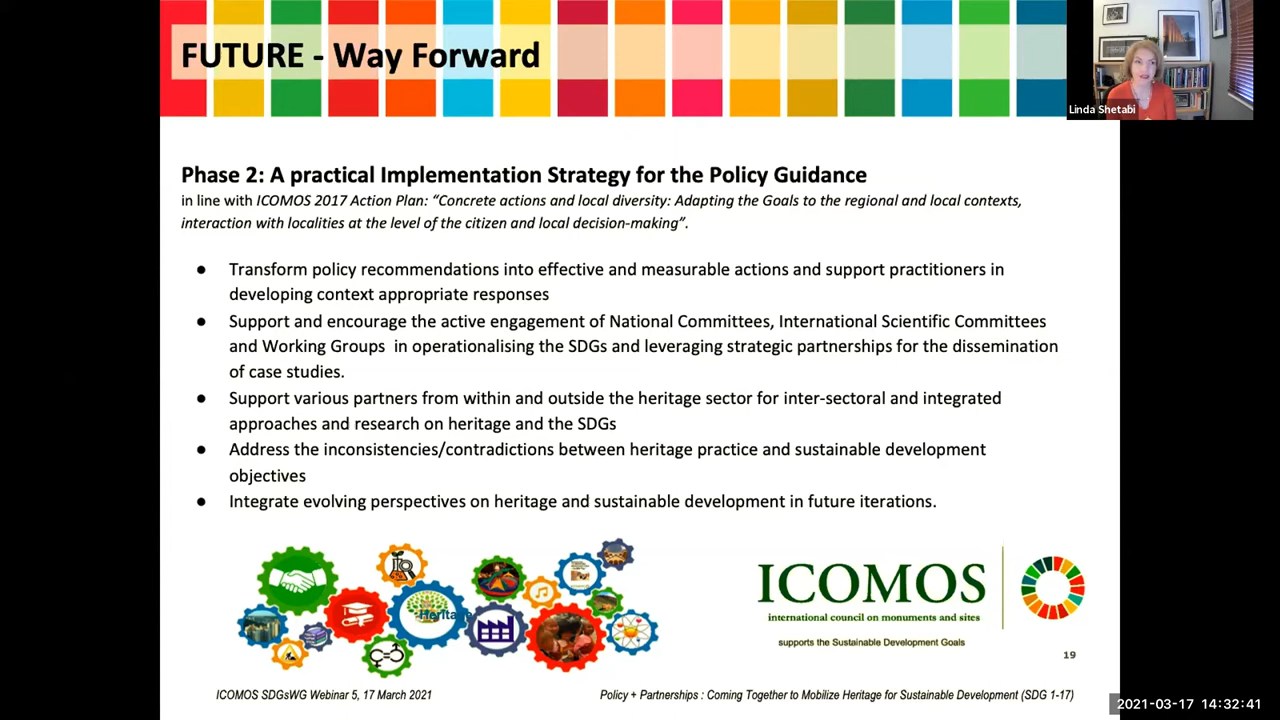 FUTURE - Way Forward
Linda Shetabi
Phase 2: A practical Implementation Strategy for the Policy Guidance
in line with ICOMOS 2017 Action Plan: “Concrete actions and local diversity: Adapting the Goals to the regional and local contexts,
interaction with localities at the level of the citizen and local decision-making”.
● Transform policy recommendations into effective and measurable actions and support practitioners in
developing context appropriate responses
● Support and encourage the active engagement of National Committees, International Scientific Committees
and Working Groups in operationalising the SDGs and leveraging strategic partnerships for the dissemination
of case studies.
● Support various partners from within and outside the heritage sector for inter-sectoral and integrated
approaches and research on heritage and the SDGs
● Address the inconsistencies/contradictions between heritage practice and sustainable development
objectives
● Integrate evolving perspectives on heritage and sustainable development in future iterations.
Heritage
ICOMOS
international council on monuments and sites
supports the Sustainable Development Goals
19
ICOMOS SDGsWG Webinar 5, 17 March 2021
Policy + Partnerships : Coming Together to Mobilize Heritage for Sustainable Development (SDG 1-17)
2021-03-17 14:32:41